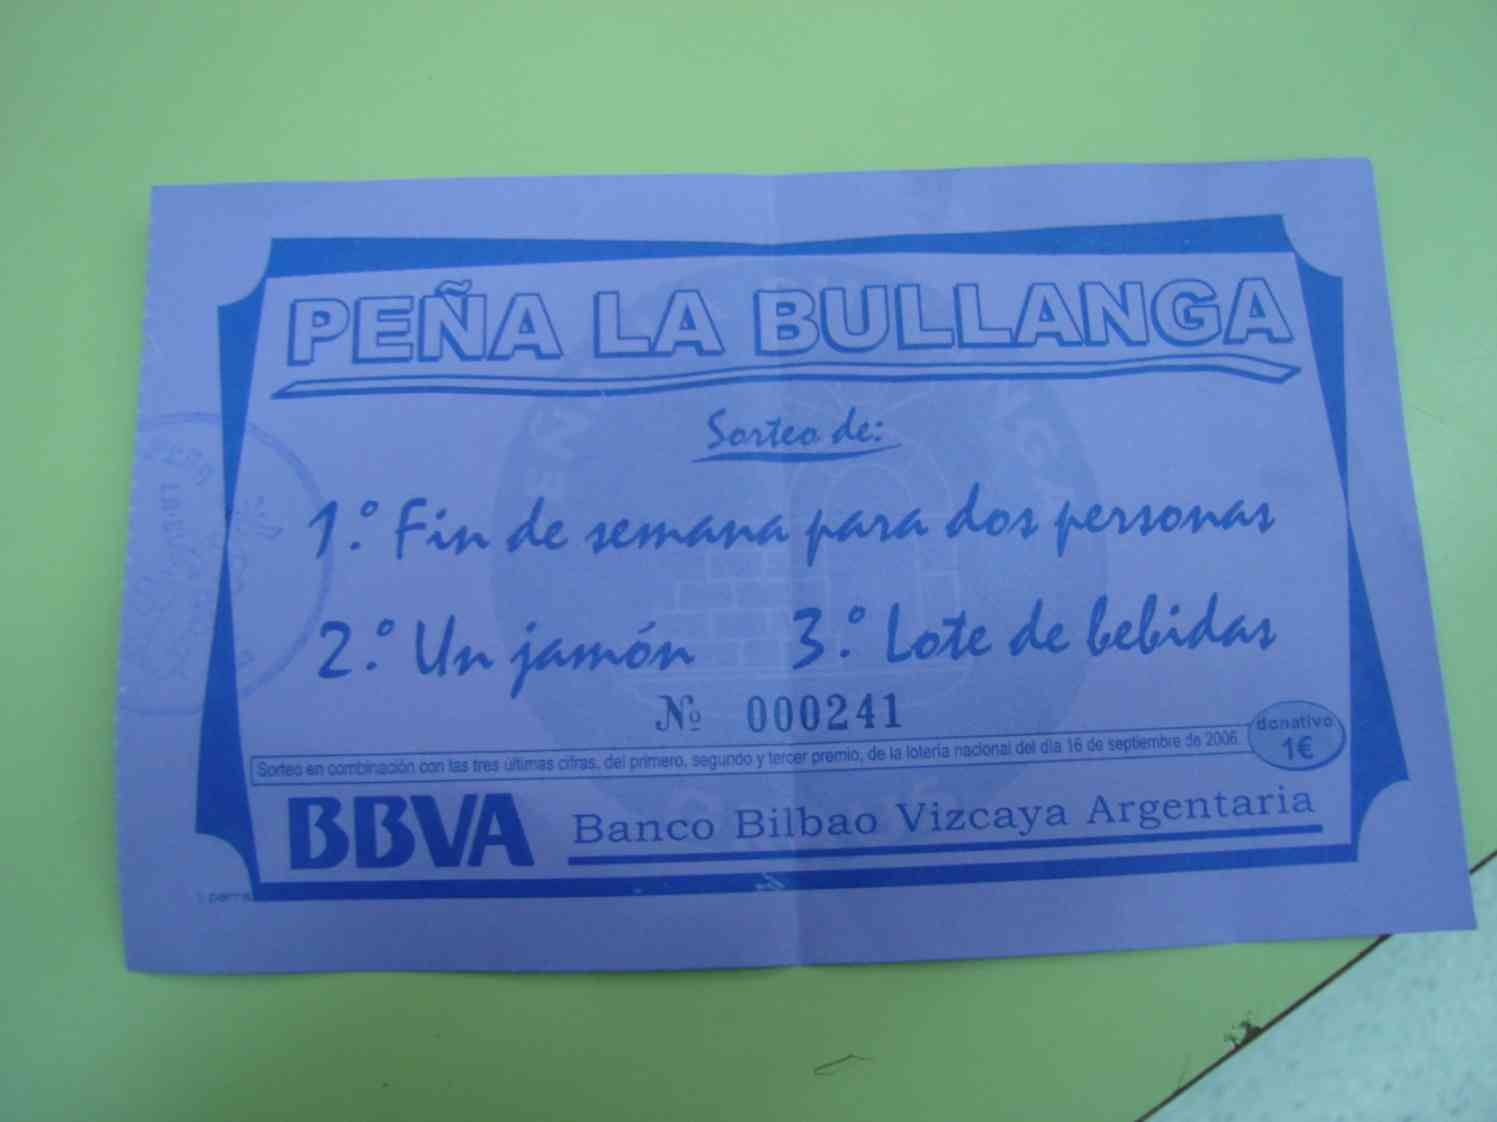 PEÑA LA BULLANGA
Sorteo de:
1.º Fin de semana para dos personas
2.º Un jamón 3.º Lote de bebidas
Nº 000241
donativo
1€
Sorteo en combinación con las tres últimas cifras, del primero, segundo y tercer premio, de la lotería nacional del día 16 de septiembre de 2006.
BBVA Banco Bilbao Vizcaya Argentaria